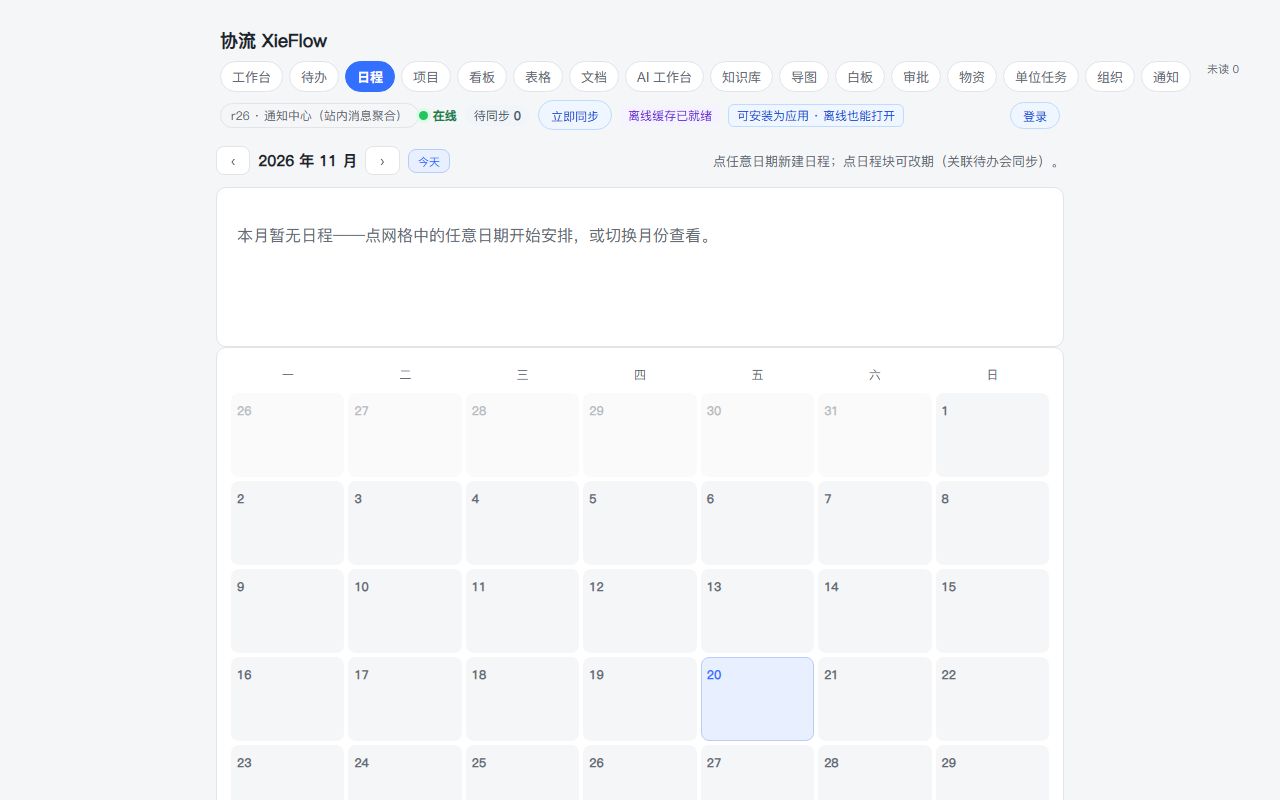 协流 XieFlow
工作台 待办 日程 项目 看板 表格 文档 AI 工作台 知识库 导图 白板 审批 物资 单位任务 组织 通知 未读 0
r26 · 通知中心（站内消息聚合） 在线 待同步 0 立即同步 离线缓存已就绪 可安装为应用 · 离线也能打开 登录
‹ 2026 年 11 月 › 今天 点任意日期新建日程；点日程块可改期（关联待办会同步）。
本月暂无日程——点网格中的任意日期开始安排，或切换月份查看。
一 二 三 四 五 六 日
26 27 28 29 30 31 1
2 3 4 5 6 7 8
9 10 11 12 13 14 15
16 17 18 19 20 21 22
23 24 25 26 27 28 29